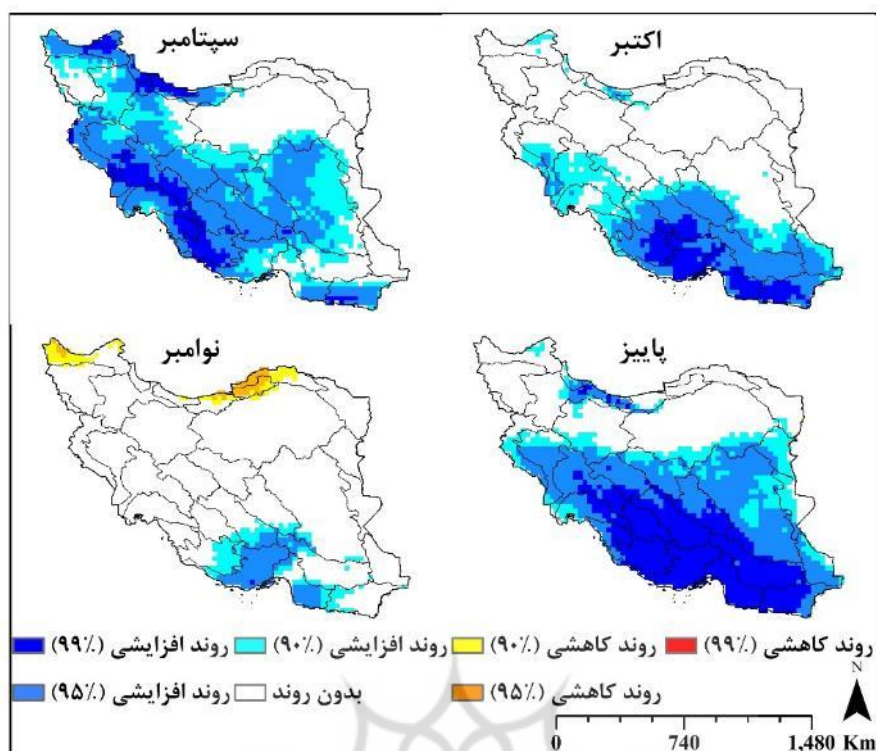 سپتامبر
اکتبر
نوامبر
پاییز
روند افزایشی (۹۹٪) روند افزایشی (۹۰٪) روند کاهشی (۹۰٪) روند کاهشی (۹۹٪)
روند افزایشی (۹۵٪) بدون روند روند کاهشی (۹۵٪)
N
0 740 1,480 Km